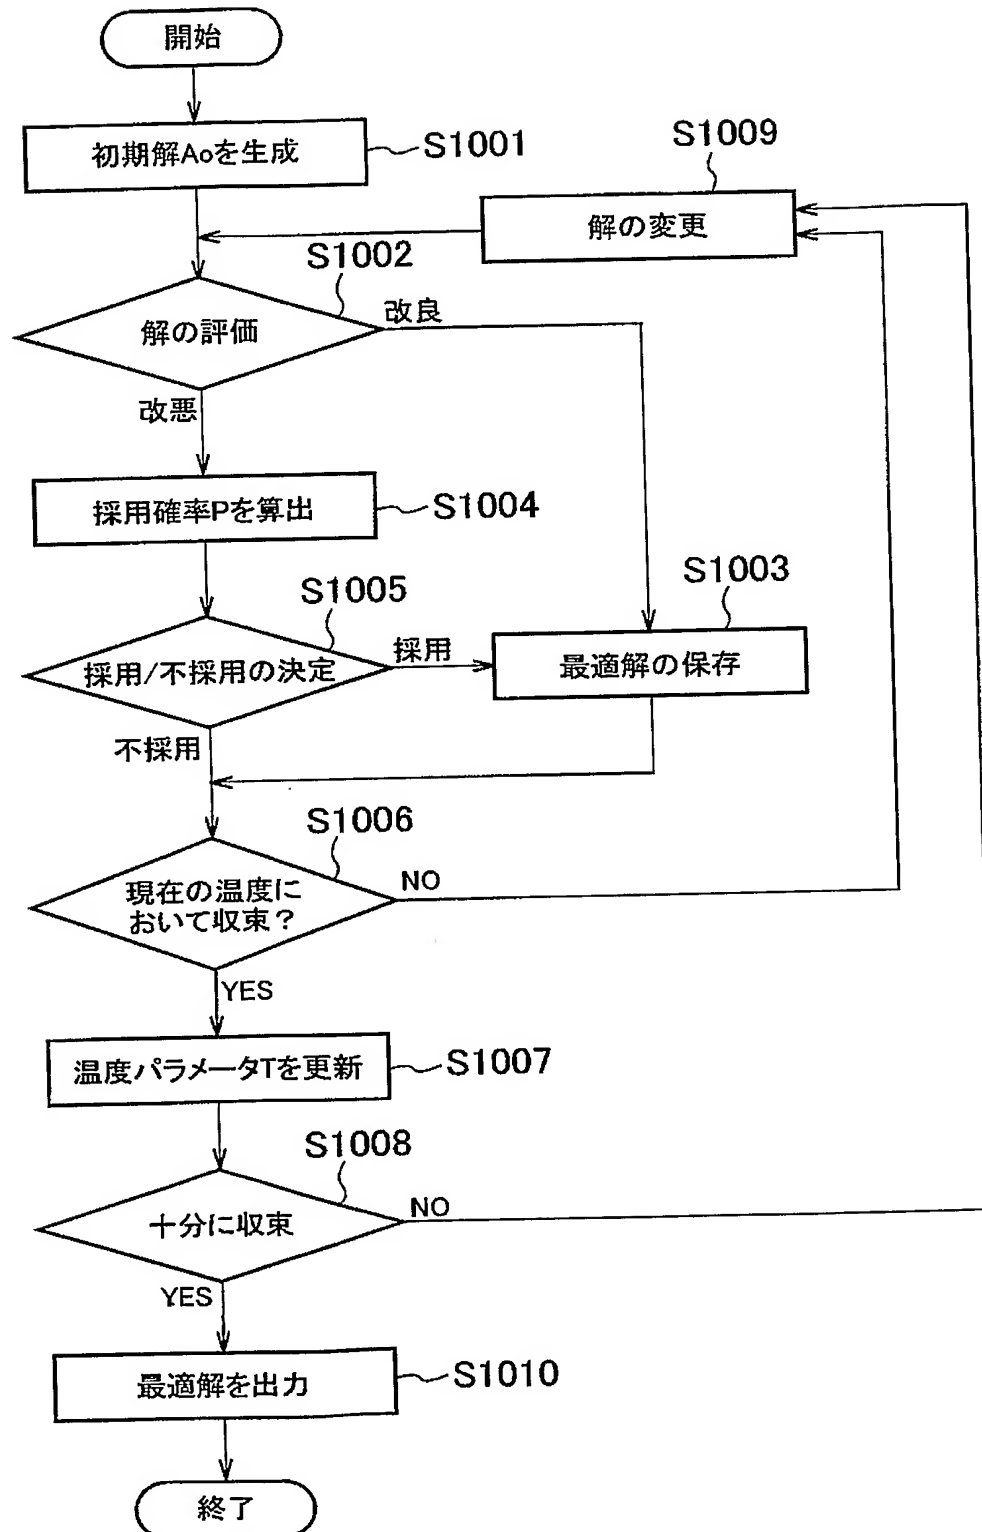 開始
初期解Aoを生成
S1001
S1009
解の変更
S1002
解の評価
改良
改悪
採用確率Pを算出
S1004
S1005
採用/不採用の決定
採用
S1003
最適解の保存
不採用
S1006
現在の温度に
おいて収束?
NO
YES
温度パラメータTを更新
S1007
S1008
十分に収束
NO
YES
最適解を出力
S1010
終了